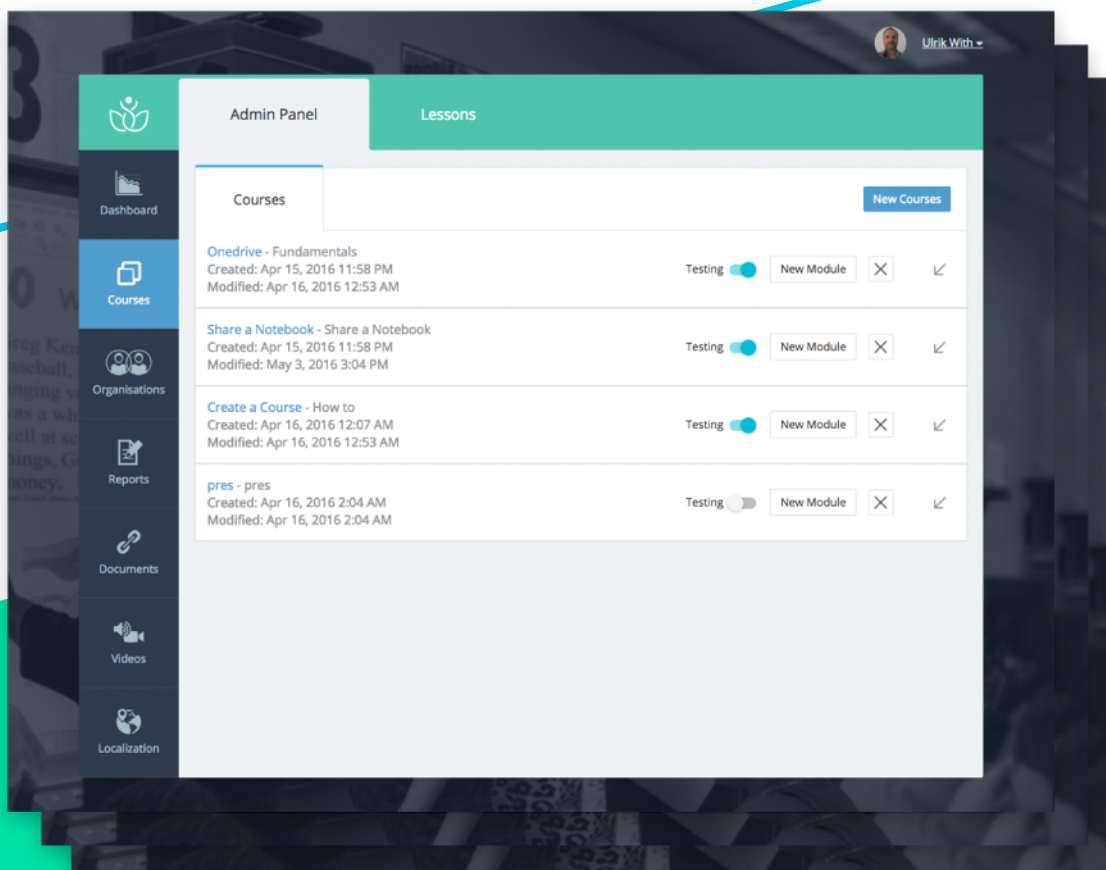 Ulrik With
Admin Panel
Lessons
Dashboard
Courses
Organisations
Reports
Documents
Videos
Localization
Courses
New Courses
Onedrive - Fundamentals
Created: Apr 15, 2016 11:58 PM
Modified: Apr 16, 2016 12:53 AM
Testing
New Module
Share a Notebook - Share a Notebook
Created: Apr 15, 2016 11:58 PM
Modified: May 3, 2016 3:04 PM
Testing
New Module
Create a Course - How to
Created: Apr 16, 2016 12:07 AM
Modified: Apr 16, 2016 12:53 AM
Testing
New Module
pres - pres
Created: Apr 16, 2016 2:04 AM
Modified: Apr 16, 2016 2:04 AM
Testing
New Module